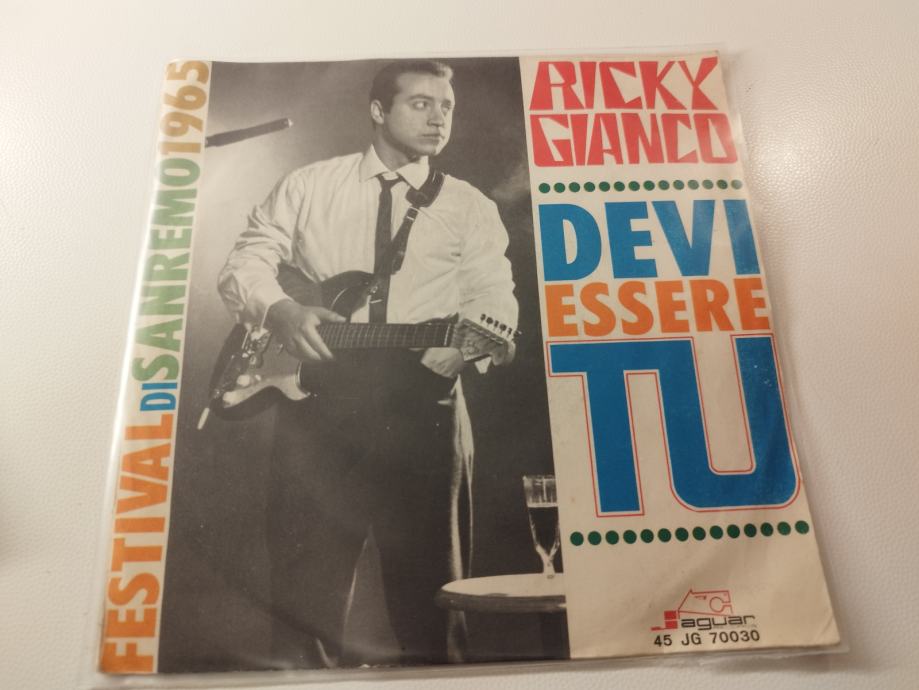 FESTIVAL DI SANREMO 1965
RICKY
GIANCO
DEVI
ESSERE
TU
Jaguar
45 JG 70030